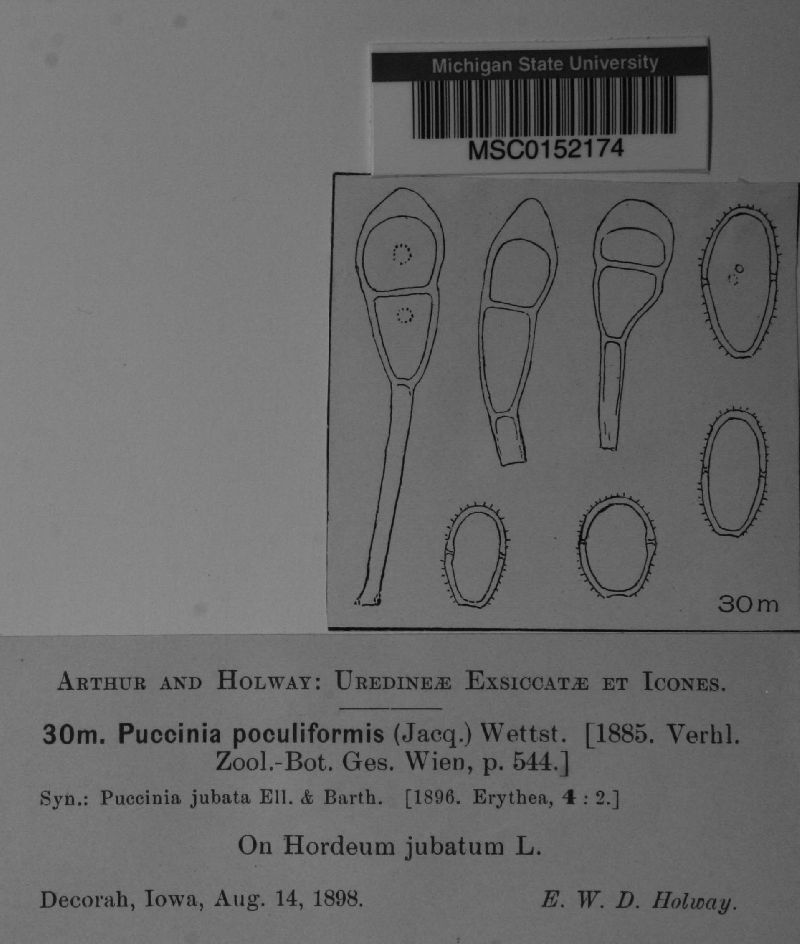 Michigan State University
MSC0152174
30m
Arthur and Holway: Uredineæ Exsiccatæ et Icones.
30m. Puccinia poculiformis (Jacq.) Wettst. [1885. Verhl.
Zool.-Bot. Ges. Wien, p. 544.]
Syn.: Puccinia jubata Ell. & Barth. [1896. Erythea, 4 : 2.]
On Hordeum jubatum L.
Decorah, Iowa, Aug. 14, 1898. E. W. D. Holway.